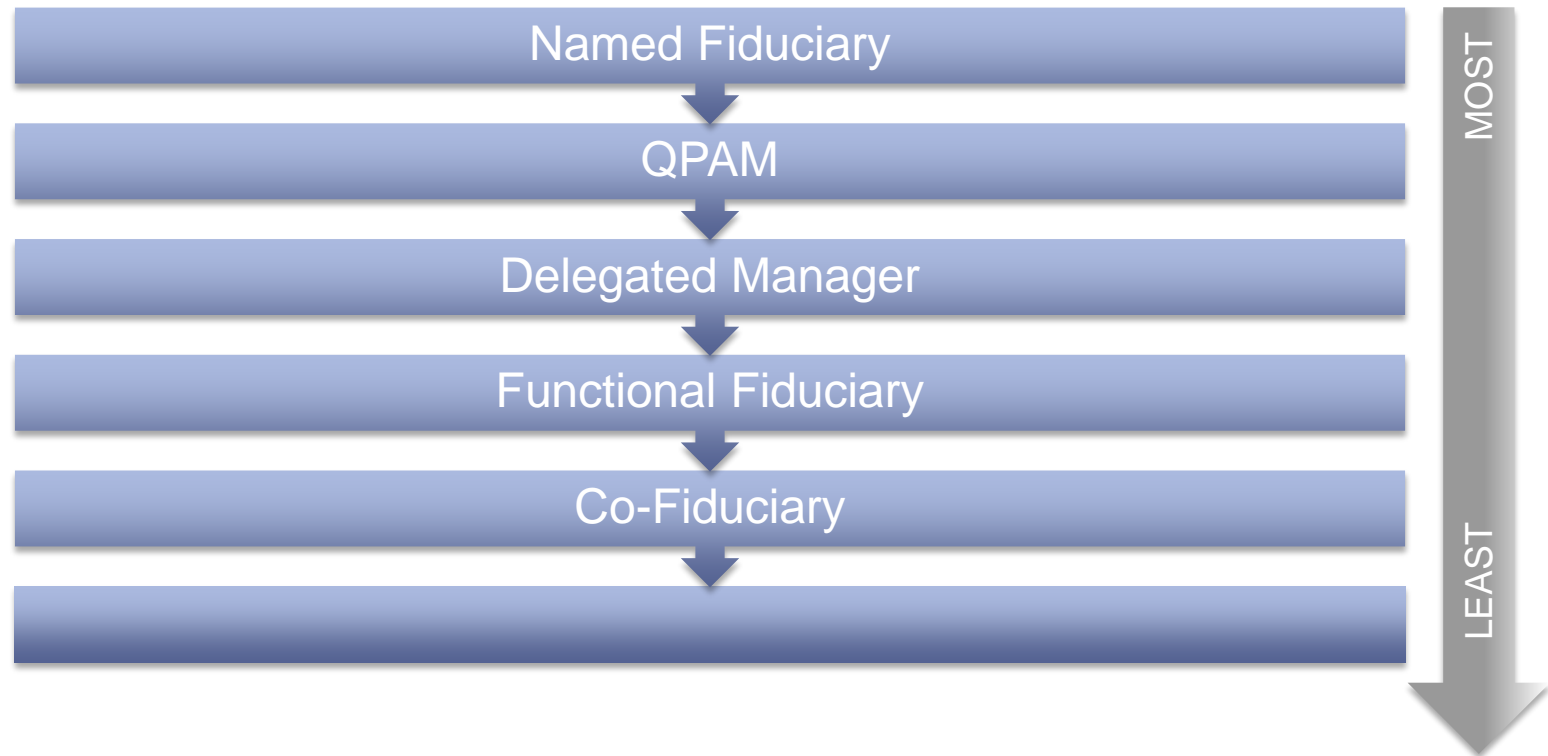 Named Fiduciary
QPAM
Delegated Manager
Functional Fiduciary
Co-Fiduciary
MOST
LEAST